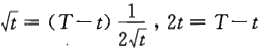 √t = (T − t) 1/(2√t) , 2t = T − t